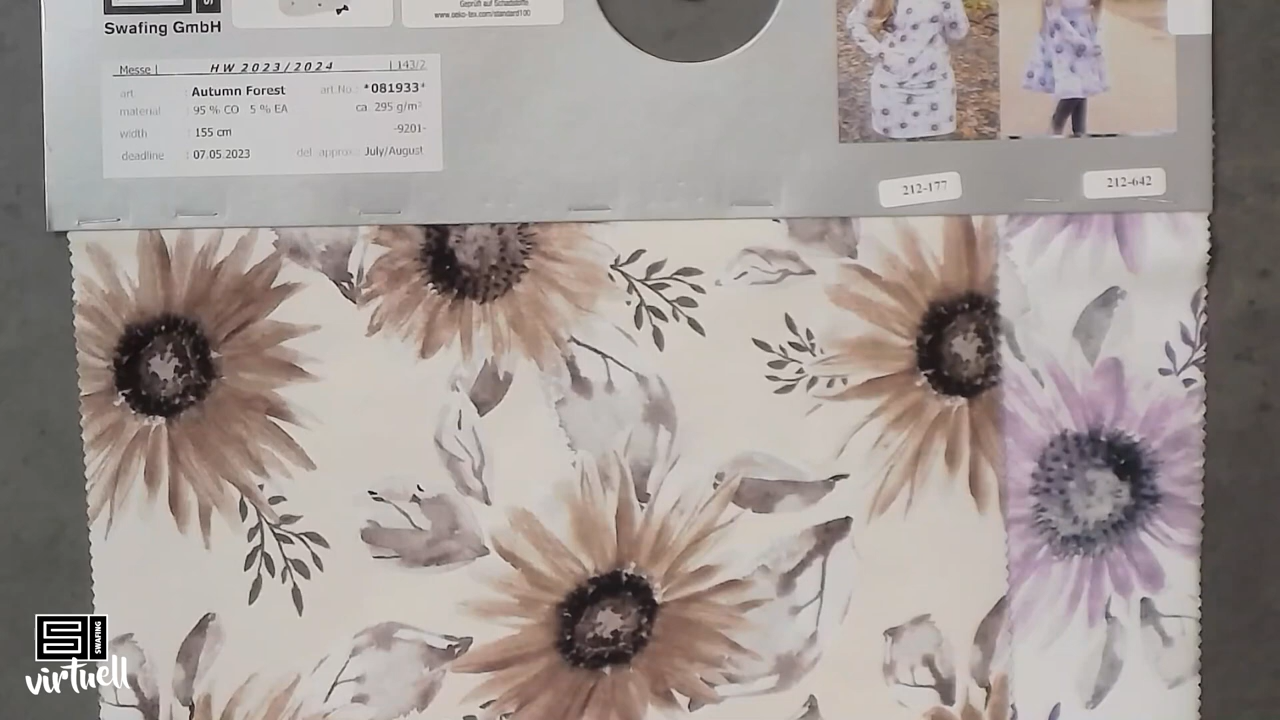 Swafing GmbH
S
Geprüft auf Schadstoffe
www.oeko-tex.com/standard100
Messe | HW 2023/2024 | 143/2
art. : Autumn Forest art.No.: *081933*
material : 95 % CO 5 % EA ca. 295 g/m²
width : 155 cm -9201-
deadline : 07.05.2023 del. approx.: July/August
212-177
212-642
SWAFING
virtuell